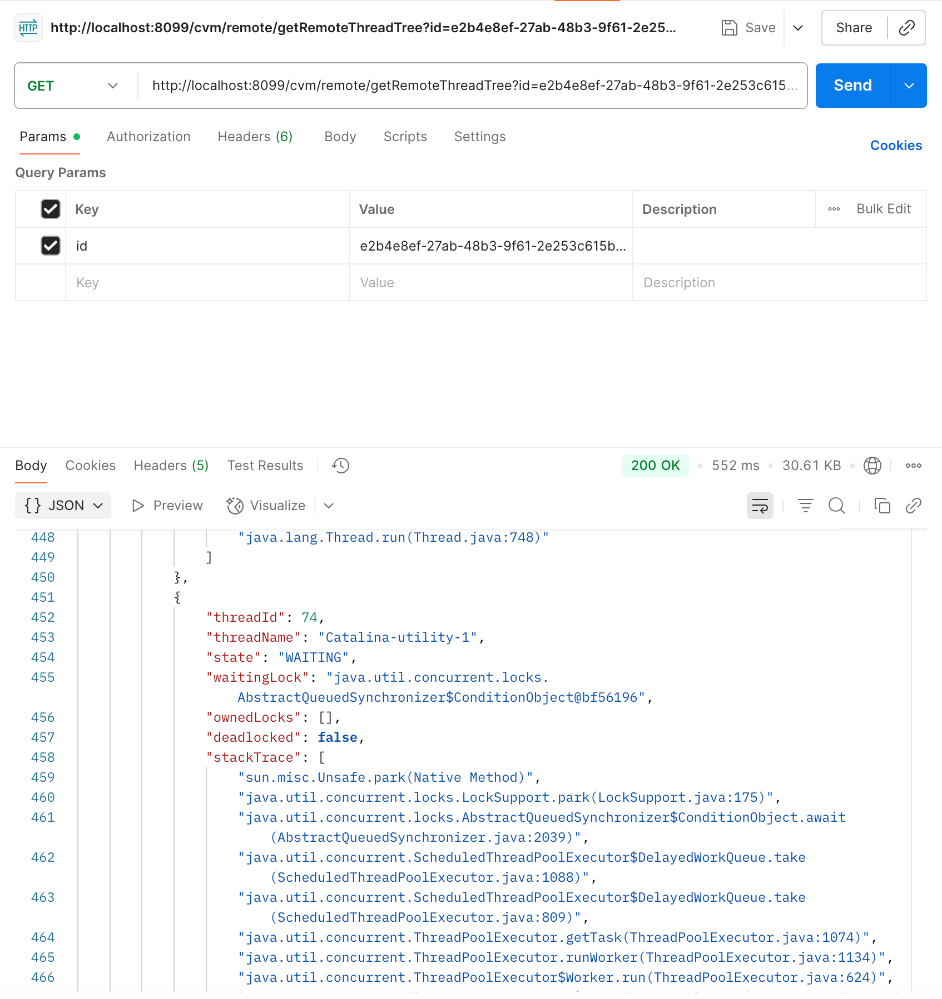 HTTP http://localhost:8099/cvm/remote/getRemoteThreadTree?id=e2b4e8ef-27ab-48b3-9f61-2e25... Save Share
GET http://localhost:8099/cvm/remote/getRemoteThreadTree?id=e2b4e8ef-27ab-48b3-9f61-2e253c615... Send
Params Authorization Headers (6) Body Scripts Settings Cookies
Query Params
Key Value Description Bulk Edit
id e2b4e8ef-27ab-48b3-9f61-2e253c615b...
Key Value Description
Body Cookies Headers (5) Test Results 200 OK 552 ms 30.61 KB
{} JSON Preview Visualize
448 "java.lang.Thread.run(Thread.java:748)"
449 ]
450 },
451 {
452 "threadId": 74,
453 "threadName": "Catalina-utility-1",
454 "state": "WAITING",
455 "waitingLock": "java.util.concurrent.locks.
AbstractQueuedSynchronizer$ConditionObject@bf56196",
456 "ownedLocks": [],
457 "deadlocked": false,
458 "stackTrace": [
459 "sun.misc.Unsafe.park(Native Method)",
460 "java.util.concurrent.locks.LockSupport.park(LockSupport.java:175)",
461 "java.util.concurrent.locks.AbstractQueuedSynchronizer$ConditionObject.await
(AbstractQueuedSynchronizer.java:2039)",
462 "java.util.concurrent.ScheduledThreadPoolExecutor$DelayedWorkQueue.take
(ScheduledThreadPoolExecutor.java:1088)",
463 "java.util.concurrent.ScheduledThreadPoolExecutor$DelayedWorkQueue.take
(ScheduledThreadPoolExecutor.java:809)",
464 "java.util.concurrent.ThreadPoolExecutor.getTask(ThreadPoolExecutor.java:1074)",
465 "java.util.concurrent.ThreadPoolExecutor.runWorker(ThreadPoolExecutor.java:1134)",
466 "java.util.concurrent.ThreadPoolExecutor$Worker.run(ThreadPoolExecutor.java:624)",